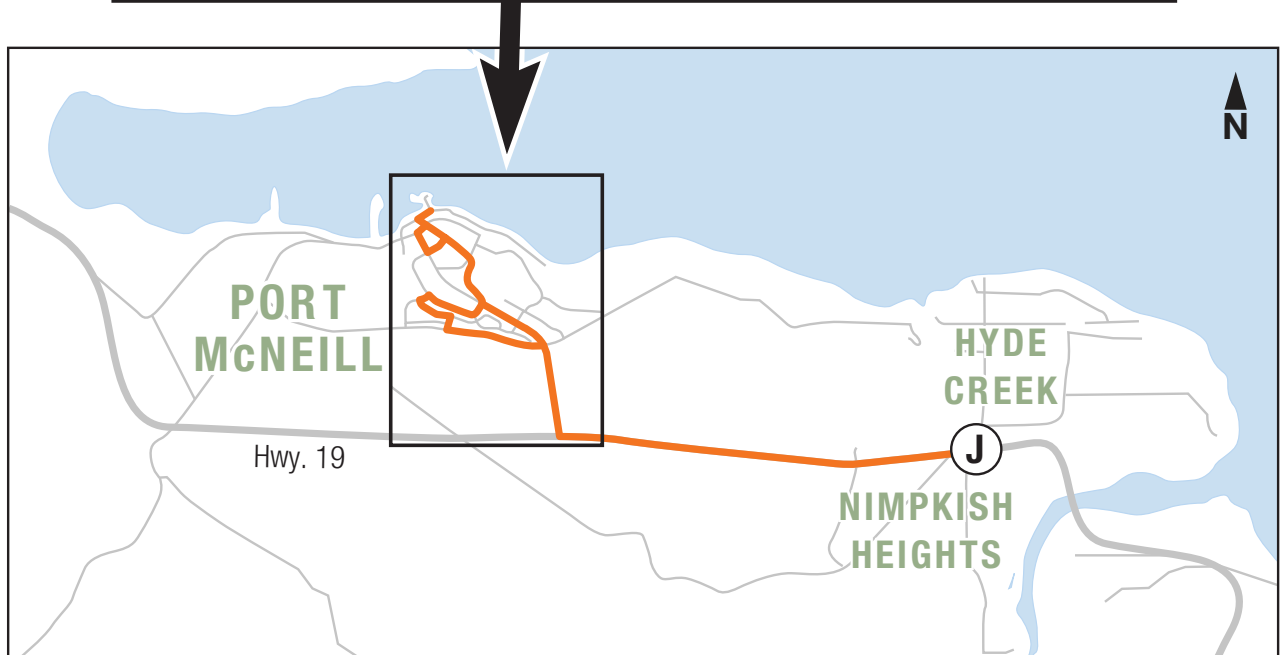 N
PORT
McNEILL
HYDE
CREEK
Hwy. 19
J
NIMPKISH
HEIGHTS